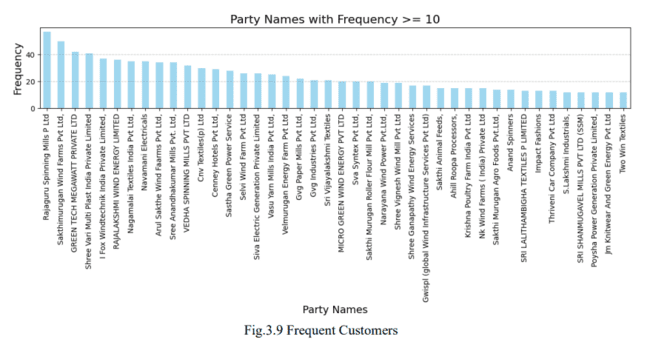 Party Names with Frequency >= 10
Frequency
40
20
0
Rajaguru Spinning Mills P Ltd
Sakthimurugan Wind Farms Pvt Ltd,
GREEN TECH MEGAWATT PRIVATE LTD
Shree Vari Multi Plast India Private Limited
I Fox Windtechnik India Private Limited,
RAJALAKSHMI WIND ENERGY LIMITED
Nagamalai Textiles India Pvt Ltd,
Navamani Electricals
Arul Sakthe Wind Faarms Pvt Ltd,
Sree Anandhakumar Mills Pvt. Ltd,
VEDHA SPINNING MILLS PVT LTD
Cnv Textiles(p) Ltd
Cenney Hotels Pvt Ltd,
Sastha Green Power Service
Selvi Wind Farm Pvt Ltd
Siva Electric Generation Private Limited
Vasu Yarn Mills India Pvt Ltd,
Velmurugan Energy Farm Pvt Ltd
Gvg Paper Mills Pvt Ltd,
Gvg Industries Pvt Ltd,
Sri Vijayalakshmi Textiles
MICRO GREEN WIND ENERGY PVT LTD
Sva Syntex Pvt Ltd,
Sakthi Murugan Roller Flour Mill Pvt Ltd,
Narayana Wind Power Pvt Ltd,
Shree Vignesh Wind Mill Pvt Ltd
Shree Ganapathy Wind Energy Services
Gwispl (global Wind Infrastructure Services Pvt Ltd)
Sakthi Animal Feeds,
Ahill Roopa Processors,
Krishna Poultry Farm India Pvt Ltd
Nk Wind Farms ( India) Private Ltd
Sakthi Murugan Agro Foods Pvt.Ltd,
Anand Spinners
SRI LALITHAMBIGHA TEXTILES P LIMITED
Impact Fashions
Thriveni Car Company Pvt Ltd
S.Lakshmi Industries,
SRI SHANMUGAVEL MILLS PVT LTD (SSM)
Poysha Power Generation Private Limited,
Jm Knitwear And Green Energy Pvt Ltd
Two Win Textiles
Party Names
Fig.3.9 Frequent Customers